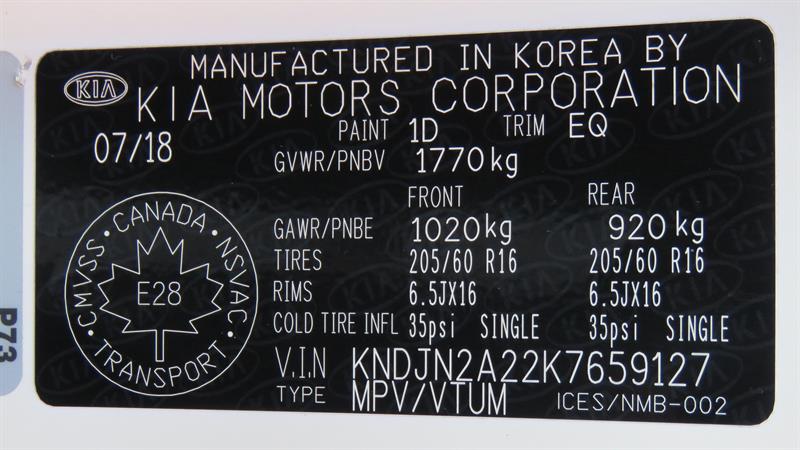 MANUFACTURED IN KOREA BY
KIA KIA MOTORS CORPORATION
07/18 PAINT 1D TRIM EQ
GVWR/PNBV 1770kg
FRONT REAR
GAWR/PNBE 1020kg 920kg
TIRES 205/60 R16 205/60 R16
RIMS 6.5JX16 6.5JX16
COLD TIRE INFL 35psi SINGLE 35psi SINGLE
V.I.N KNDJN2A22K7659127
TYPE MPV/VTUM ICES/NMB-002
CMVSS • CANADA • NSVAC • TRANSPORT •
E28
P73